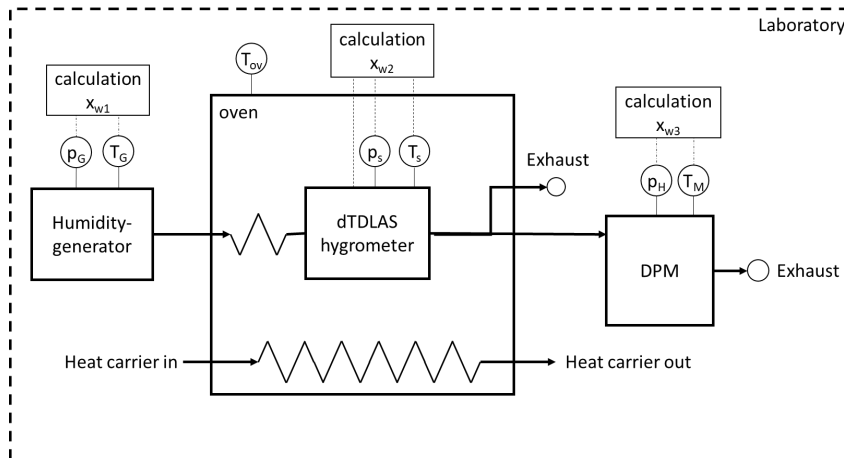 Laboratory
calculation
x_w1
T_ov
calculation
x_w2
calculation
x_w3
p_G
T_G
oven
p_s
T_s
Exhaust
p_H
T_M
Humidity-
generator
dTDLAS
hygrometer
DPM
Exhaust
Heat carrier in
Heat carrier out